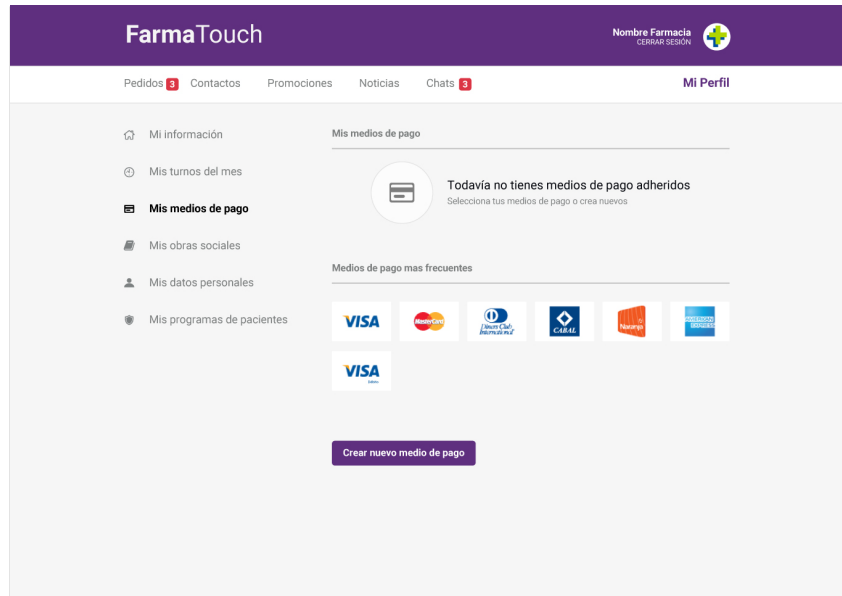 FarmaTouch
Nombre Farmacia
CERRAR SESIÓN
Pedidos 3 Contactos Promociones Noticias Chats 3 Mi Perfil
Mi información
Mis turnos del mes
Mis medios de pago
Mis obras sociales
Mis datos personales
Mis programas de pacientes
Mis medios de pago
Todavía no tienes medios de pago adheridos
Selecciona tus medios de pago o crea nuevos
Medios de pago mas frecuentes
VISA
MasterCard
Diners Club
International
CABAL
Naranja
AMERICAN
EXPRESS
VISA
Crear nuevo medio de pago